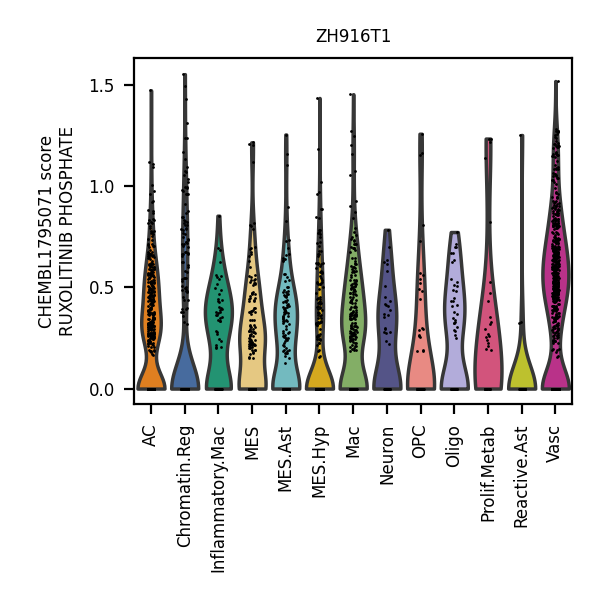 ZH916T1
CHEMBL1795071 score
RUXOLITINIB PHOSPHATE
1.5
1.0
0.5
0.0
AC
Chromatin.Reg
Inflammatory.Mac
MES
MES.Ast
MES.Hyp
Mac
Neuron
OPC
Oligo
Prolif.Metab
Reactive.Ast
Vasc